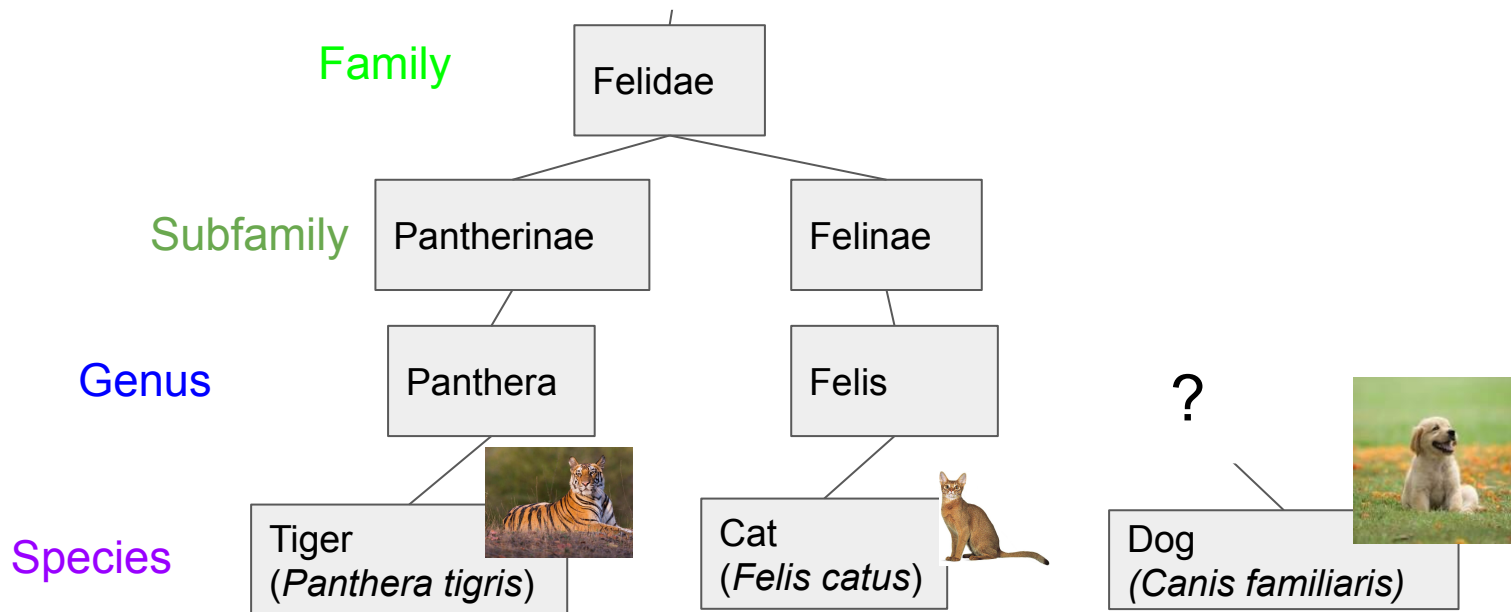 Family
Felidae
Subfamily
Pantherinae
Felinae
Genus
Panthera
Felis
?
Species
Tiger
(Panthera tigris)
Cat
(Felis catus)
Dog
(Canis familiaris)